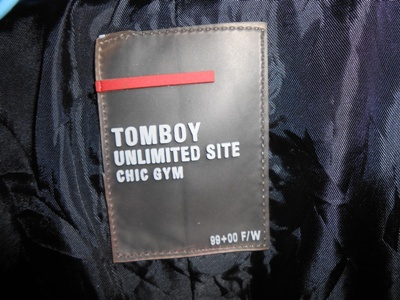 TOMBOY
UNLIMITED SITE
CHIC GYM
99+00 F/W